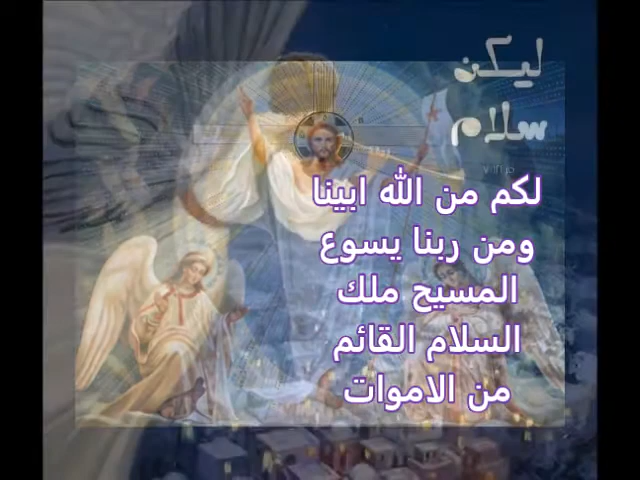 ليكن
سلام
لكم من الله ابينا
ومن ربنا يسوع
المسيح ملك
السلام القائم
من الاموات